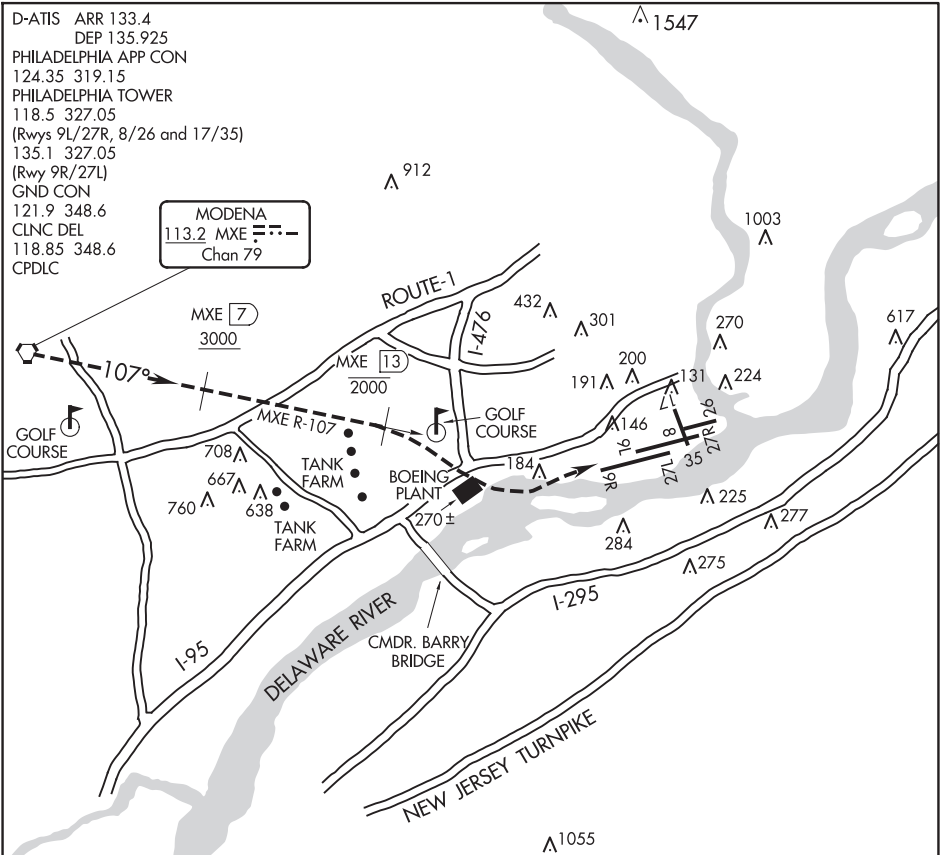 D-ATIS ARR 133.4
DEP 135.925
PHILADELPHIA APP CON
124.35 319.15
PHILADELPHIA TOWER
118.5 327.05
(Rwys 9L/27R, 8/26 and 17/35)
135.1 327.05
(Rwy 9R/27L)
GND CON
121.9 348.6
CLNC DEL
118.85 348.6
CPDLC
1547
912
MODENA
113.2 MXE
Chan 79
1003
ROUTE-1
I-476
432
301
MXE 7
3000
617
270
MXE 13
2000
107°
200
191
131
224
MXE R-107
GOLF
COURSE
GOLF
COURSE
146
17
8
26
27R
9L
35
27L
9R
708
TANK
FARM
BOEING
PLANT
184
667
760
638
TANK
FARM
270±
225
277
284
275
I-295
CMDR. BARRY
BRIDGE
DELAWARE RIVER
I-95
NEW JERSEY TURNPIKE
1055